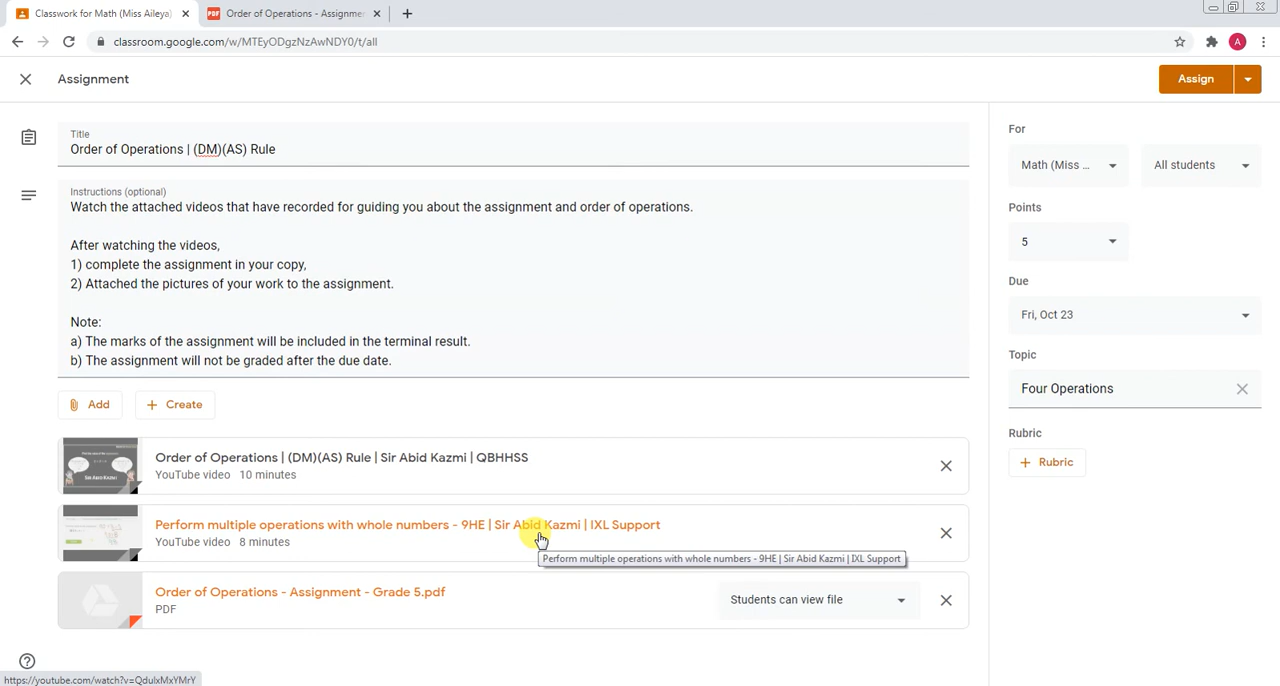 Classwork for Math (Miss Aileya)
PDF Order of Operations - Assignme
classroom.google.com/w/MTEyODgzNzAwNDY0/t/all
A
Assignment
Assign
Title
Order of Operations | (DM)(AS) Rule
Instructions (optional)
Watch the attached videos that have recorded for guiding you about the assignment and order of operations.
After watching the videos,
1) complete the assignment in your copy,
2) Attached the pictures of your work to the assignment.
Note:
a) The marks of the assignment will be included in the terminal result.
b) The assignment will not be graded after the due date.
Add
Create
Order of Operations | (DM)(AS) Rule | Sir Abid Kazmi | QBHHSS
YouTube video 10 minutes
Perform multiple operations with whole numbers - 9HE | Sir Abid Kazmi | IXL Support
YouTube video 8 minutes
Perform multiple operations with whole numbers - 9HE | Sir Abid Kazmi | IXL Support
Order of Operations - Assignment - Grade 5.pdf
PDF
Students can view file
For
Math (Miss ...
All students
Points
5
Due
Fri, Oct 23
Topic
Four Operations
Rubric
Rubric
https://youtube.com/watch?v=QdulxMxYMrY